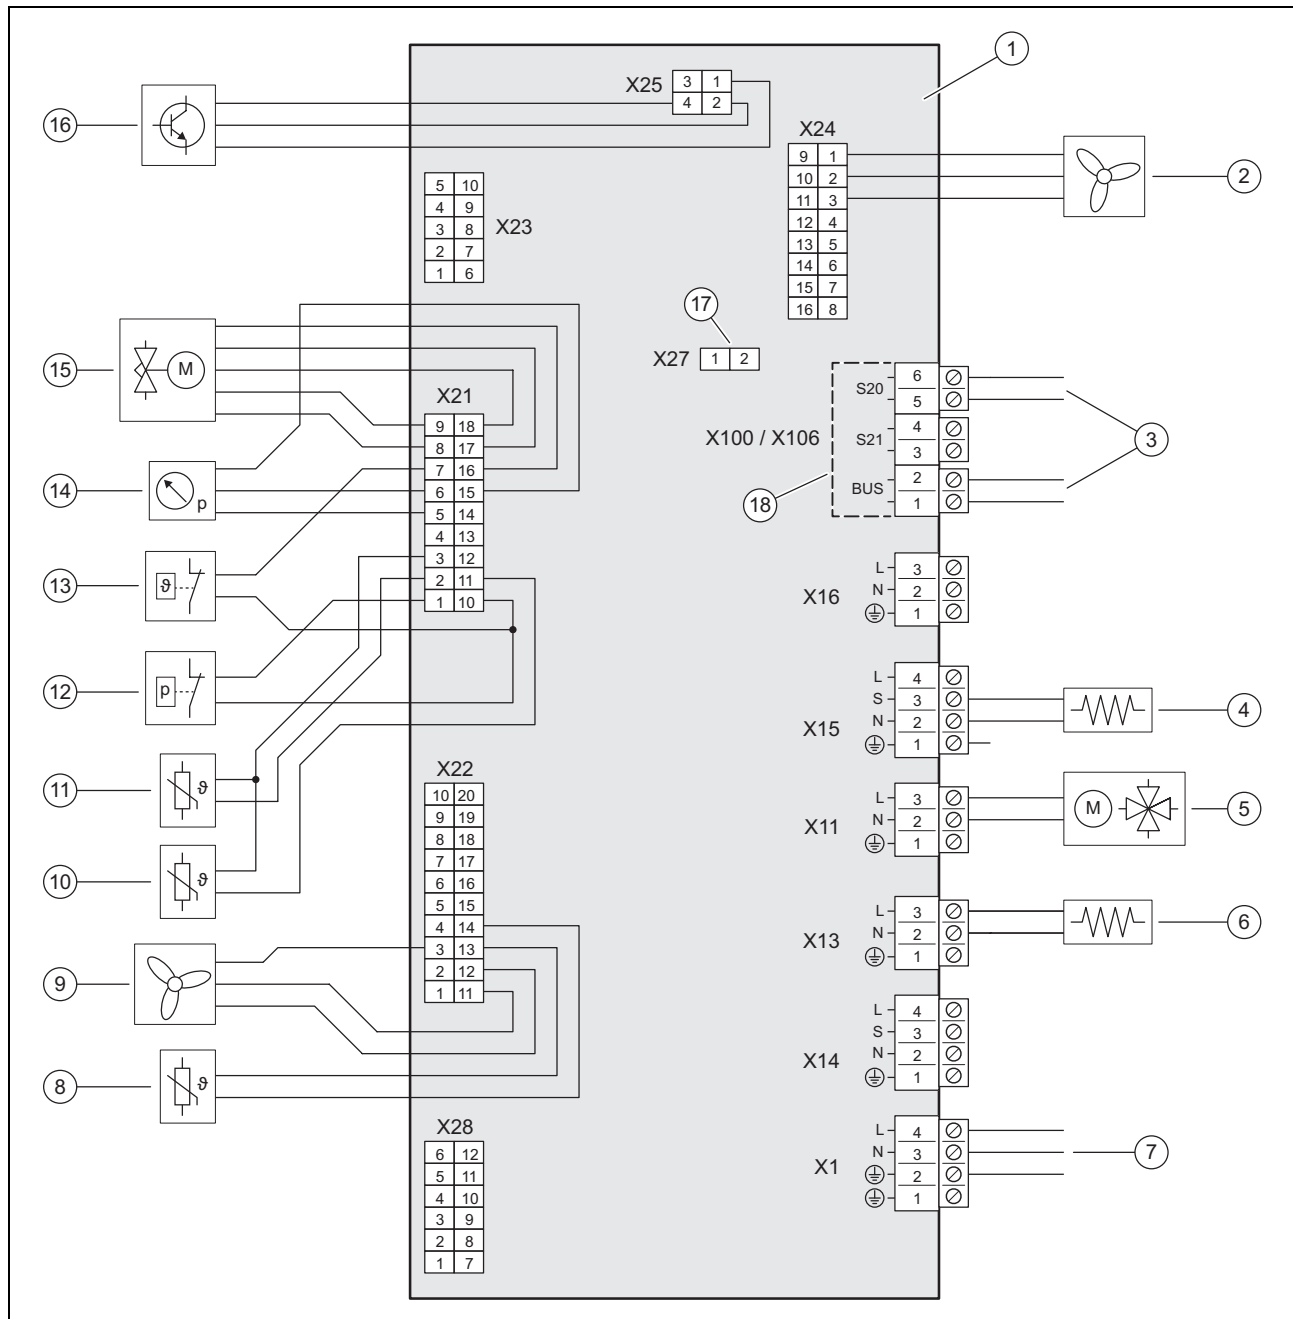 1
X25
3 1
4 2
16
X24
9 1
10 2
11 3
12 4
13 5
14 6
15 7
16 8
2
5 10
4 9
3 8
2 7
1 6
X23
17
X27
1 2
15
M
X21
9 18
8 17
7 16
6 15
5 14
4 13
3 12
2 11
1 10
X100 / X106
S20
6
5
S21
4
3
BUS
2
1
3
18
14
p
13
ϑ
12
p
X16
L 3
N 2
1
X15
L 4
S 3
N 2
1
4
11
ϑ
X22
10 20
9 19
8 18
7 17
6 16
5 15
4 14
3 13
2 12
1 11
X11
L 3
N 2
1
M
5
10
ϑ
X13
L 3
N 2
1
6
9
X14
L 4
S 3
N 2
1
8
ϑ
X28
6 12
5 11
4 10
3 9
2 8
1 7
X1
L 4
N 3
2
1
7